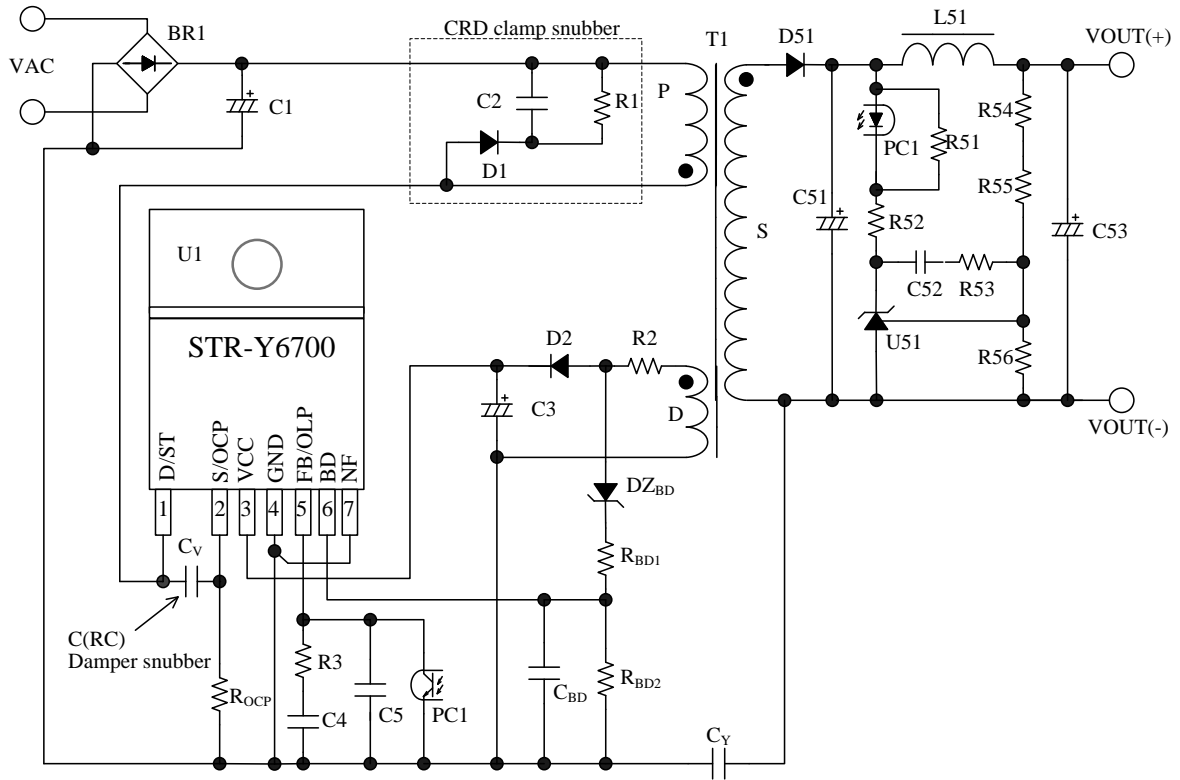 CRD clamp snubber
L51
BR1
T1
D51
VOUT(+)
VAC
C1
C2
R1
P
D1
PC1
R51
R54
R55
C51
R52
S
C53
C52
R53
U51
R56
VOUT(-)
U1
STR-Y6700
D2
R2
C3
D
D/ST
S/OCP
VCC
GND
FB/OLP
BD
NF
1
2
3
4
5
6
7
DZBD
RBD1
CV
C(RC)
Damper snubber
ROCP
R3
C4
C5
PC1
CBD
RBD2
CY